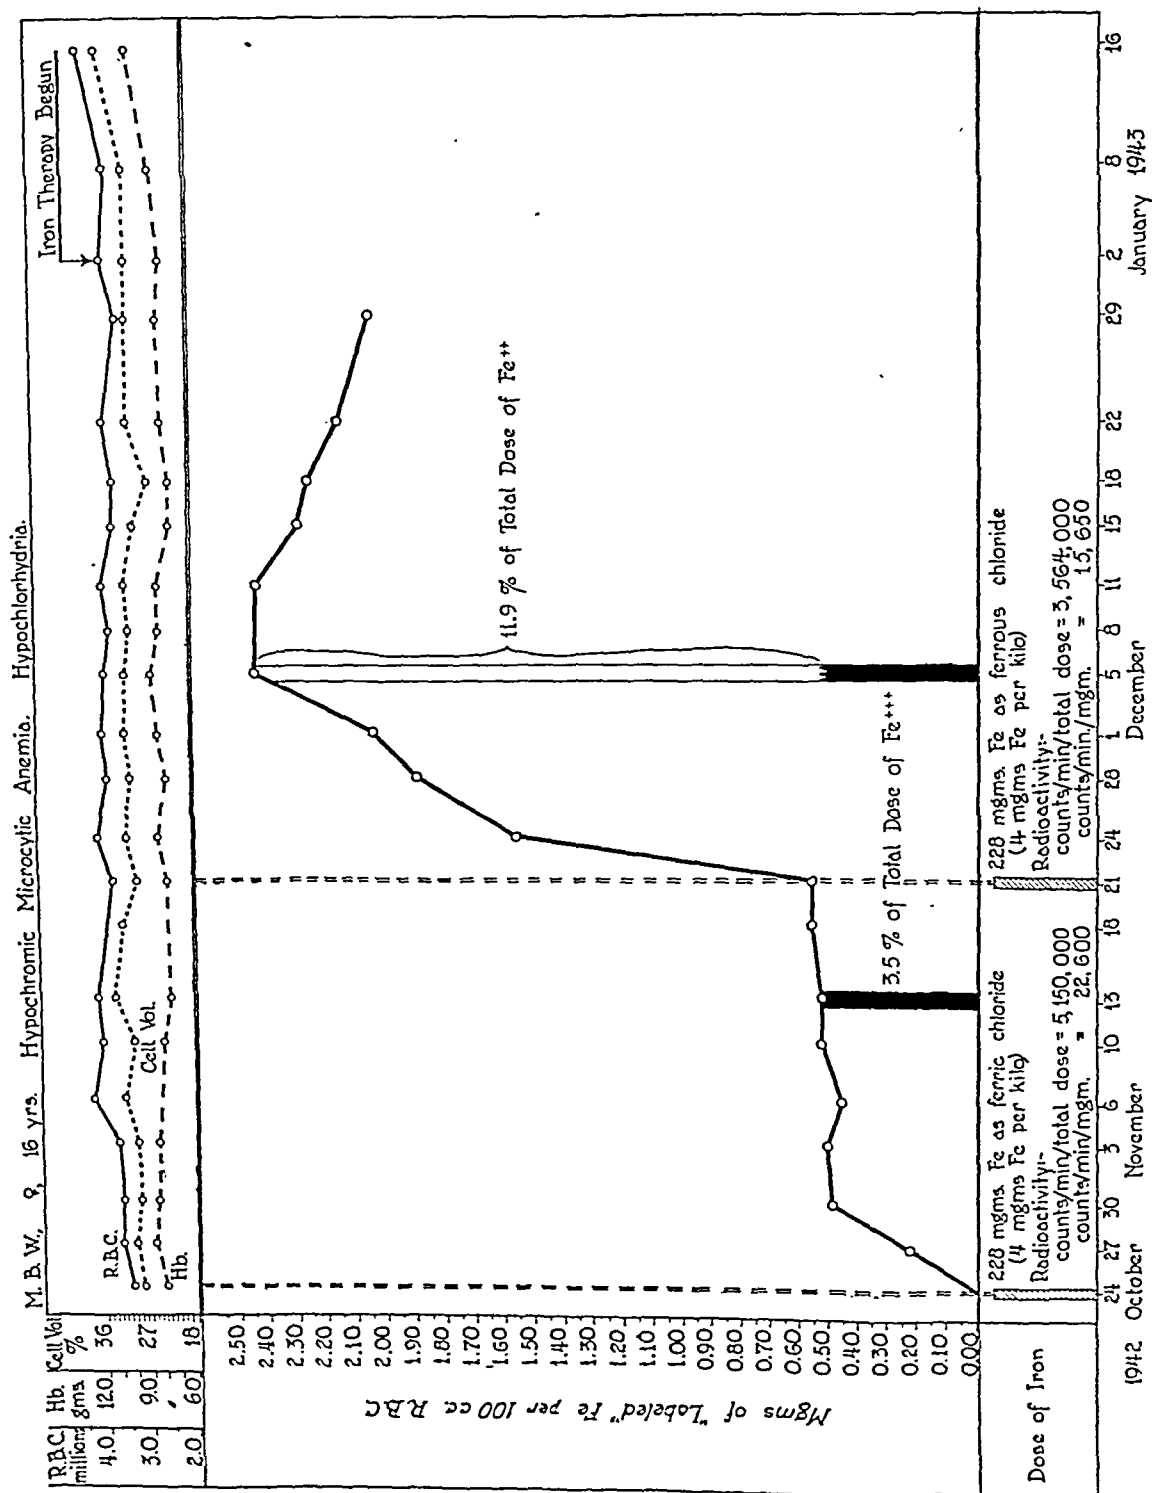 M.B.W., ♀, 16 yrs. Hypochromic Microcytic Anemia. Hypochlorhydria.
R.B.C. millions
Hb. gms
Cell Vol. %
4.0
3.0
2.0
12.0
9.0
6.0
36
27
18
R.B.C.
Cell Vol.
Hb.
Iron Therapy Begun
Mgms of "Labeled" Fe per 100 cc. R.B.C.
2.50
2.40
2.30
2.20
2.10
2.00
1.90
1.80
1.70
1.60
1.50
1.40
1.30
1.20
1.10
1.00
0.90
0.80
0.70
0.60
0.50
0.40
0.30
0.20
0.10
0.00
3.5 % of Total Dose of Fe+++
11.9 % of Total Dose of Fe++
Dose of Iron
228 mgms. Fe as ferric chloride
(4 mgms Fe per kilo)
Radioactivity:-
counts/min/total dose = 5,150,000
counts/min/mgm. = 22,600
228 mgms. Fe as ferrous chloride
(4 mgms Fe per kilo)
Radioactivity:-
counts/min/total dose = 3,564,000
counts/min./mgm. = 15,650
24 27 30 3 6 10 13 18 21 24 28 1 5 8 11 15 18 22 29 2 8 16
1942 October November December January 1943